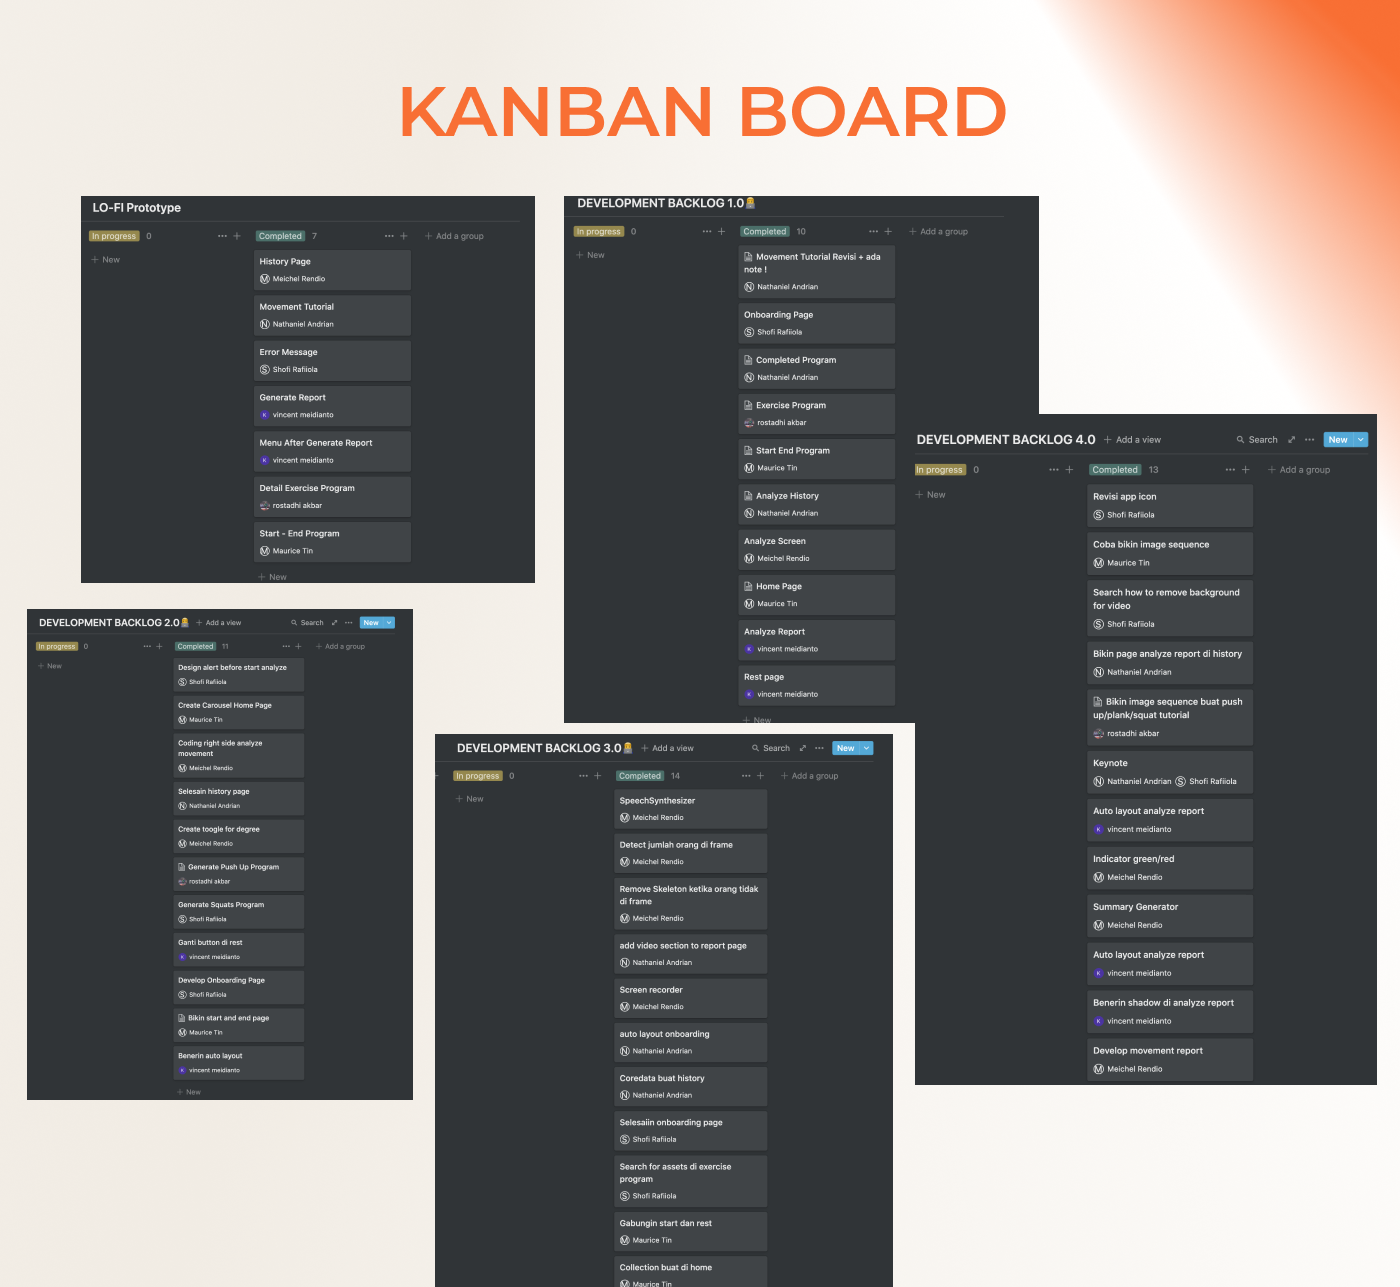 KANBAN BOARD
LO-FI Prototype
In progress 0
Completed 7
Add a group
New
History Page
Meichel Rendio
Movement Tutorial
Nathaniel Andrian
Error Message
Shofi Rafiiola
Generate Report
vincent meidianto
Menu After Generate Report
vincent meidianto
Detail Exercise Program
rostadhi akbar
Start - End Program
Maurice Tin
New
DEVELOPMENT BACKLOG 1.0
In progress 0
Completed 10
Add a group
New
Movement Tutorial Revisi + ada
note !
Nathaniel Andrian
Onboarding Page
Shofi Rafiiola
Completed Program
Nathaniel Andrian
Exercise Program
rostadhi akbar
Start End Program
Maurice Tin
Analyze History
Nathaniel Andrian
Analyze Screen
Meichel Rendio
Home Page
Maurice Tin
Analyze Report
vincent meidianto
Rest page
vincent meidianto
New
DEVELOPMENT BACKLOG 2.0
Add a view
Search
New
In progress 0
Completed 11
Add a group
New
Design alert before start analyze
Shofi Rafiiola
Create Carousel Home Page
Maurice Tin
Coding right side analyze
movement
Meichel Rendio
Selesain history page
Nathaniel Andrian
Create toogle for degree
Meichel Rendio
Generate Push Up Program
rostadhi akbar
Generate Squats Program
Shofi Rafiiola
Ganti button di rest
vincent meidianto
Develop Onboarding Page
Shofi Rafiiola
Bikin start and end page
Maurice Tin
Benerin auto layout
vincent meidianto
New
DEVELOPMENT BACKLOG 3.0
Add a view
Search
New
In progress 0
Completed 14
Add a group
New
SpeechSynthesizer
Meichel Rendio
Detect jumlah orang di frame
Meichel Rendio
Remove Skeleton ketika orang tidak
di frame
Meichel Rendio
add video section to report page
Nathaniel Andrian
Screen recorder
Meichel Rendio
auto layout onboarding
Nathaniel Andrian
Coredata buat history
Nathaniel Andrian
Selesaiin onboarding page
Shofi Rafiiola
Search for assets di exercise
program
Shofi Rafiiola
Gabungin start dan rest
Maurice Tin
Collection buat di home
Maurice Tin
DEVELOPMENT BACKLOG 4.0
Add a view
Search
New
In progress 0
Completed 13
Add a group
New
Revisi app icon
Shofi Rafiiola
Coba bikin image sequence
Maurice Tin
Search how to remove background
for video
Shofi Rafiiola
Bikin page analyze report di history
Nathaniel Andrian
Bikin image sequence buat push
up/plank/squat tutorial
rostadhi akbar
Keynote
Nathaniel Andrian Shofi Rafiiola
Auto layout analyze report
vincent meidianto
Indicator green/red
Meichel Rendio
Summary Generator
Meichel Rendio
Auto layout analyze report
vincent meidianto
Benerin shadow di analyze report
vincent meidianto
Develop movement report
Meichel Rendio